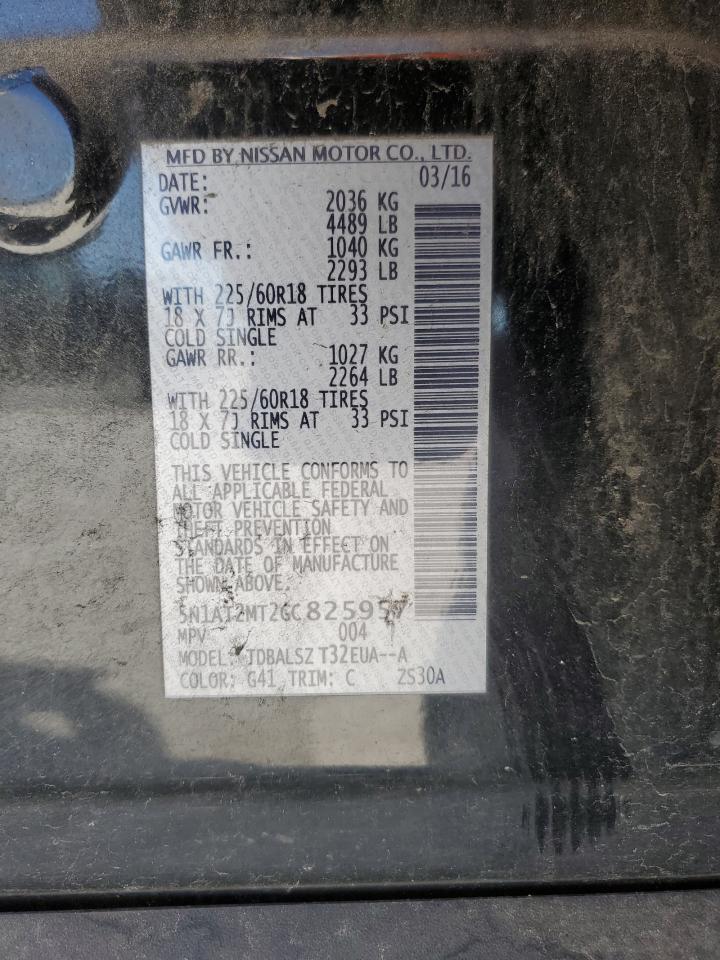 MFD BY NISSAN MOTOR CO., LTD.
DATE: 03/16
GVWR: 2036 KG
4489 LB
GAWR FR.: 1040 KG
2293 LB
WITH 225/60R18 TIRES
18 X 7J RIMS AT 33 PSI
COLD SINGLE
GAWR RR.: 1027 KG
2264 LB
WITH 225/60R18 TIRES
18 X 7J RIMS AT 33 PSI
COLD SINGLE
THIS VEHICLE CONFORMS TO
ALL APPLICABLE FEDERAL
MOTOR VEHICLE SAFETY AND
THEFT PREVENTION
STANDARDS IN EFFECT ON
THE DATE OF MANUFACTURE
SHOWN ABOVE.
5N1AT2MT2GC825957
MPV 004
MODEL: JDBALSZ T32EUA--A
COLOR: G41 TRIM: C ZS30A